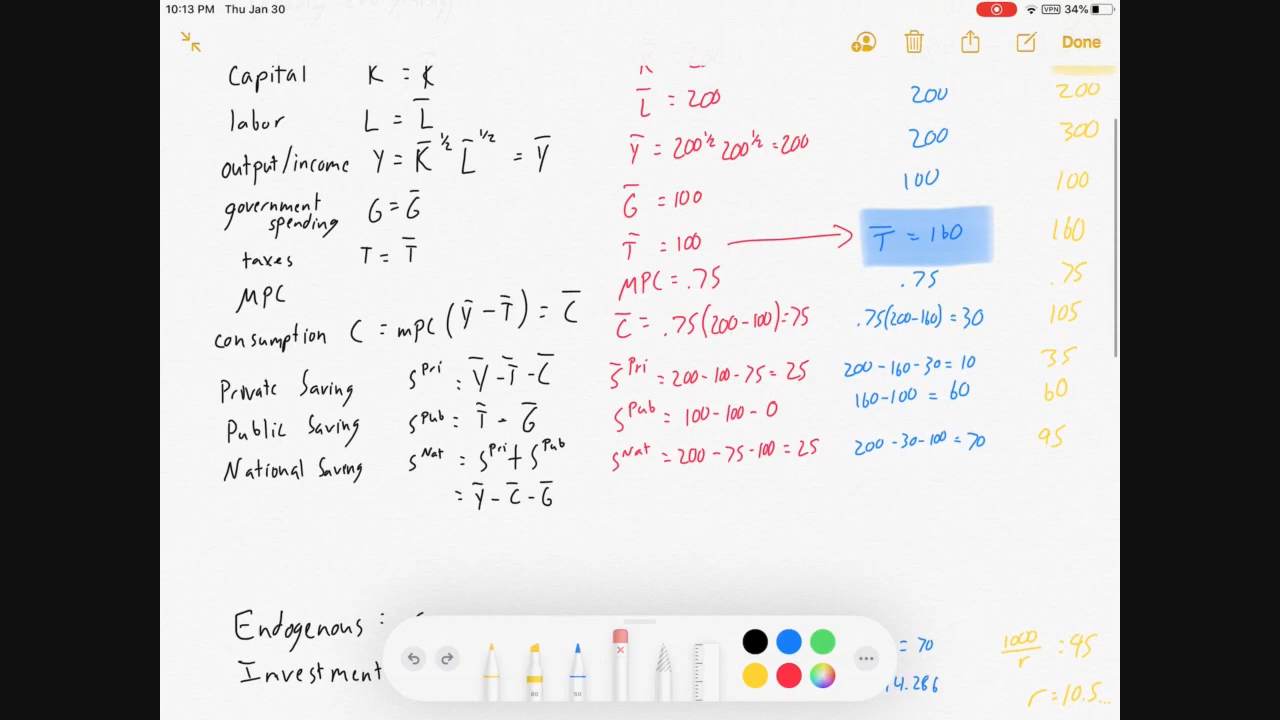 10:13 PM Thu Jan 30 VPN 34%
Done
Capital K = K̄
labor L = L̄ L̄ = 200 200 200
output/income Y = K̄^1/2 L̄^1/2 = Ȳ Ȳ = 200^1/2 200^1/2 = 200 200 300
government spending G = Ḡ Ḡ = 100 100 100
taxes T = T̄ T̄ = 100 T̄ = 160 160
MPC MPC = .75 .75 .75
consumption C = mpc (Ȳ - T̄) = C̄ C̄ = .75(200-100)=75 .75(200-160) = 30 105
Private Saving S^Pri = Ȳ - T̄ - C̄ S̄^Pri = 200 - 100 - 75 = 25 200 - 160 - 30 = 10 35
Public Saving S^Pub = T̄ - Ḡ S^Pub = 100 - 100 - 0 160 - 100 = 60 60
National Saving S^Nat = S^Pri + S^Pub S^Nat = 200 - 75 - 100 = 25 200 - 30 - 100 = 70 95
= Ȳ - C̄ - Ḡ
Endogenous :
Investment = 70 1000/r = 95
14.286 r = 10.5...
80 50